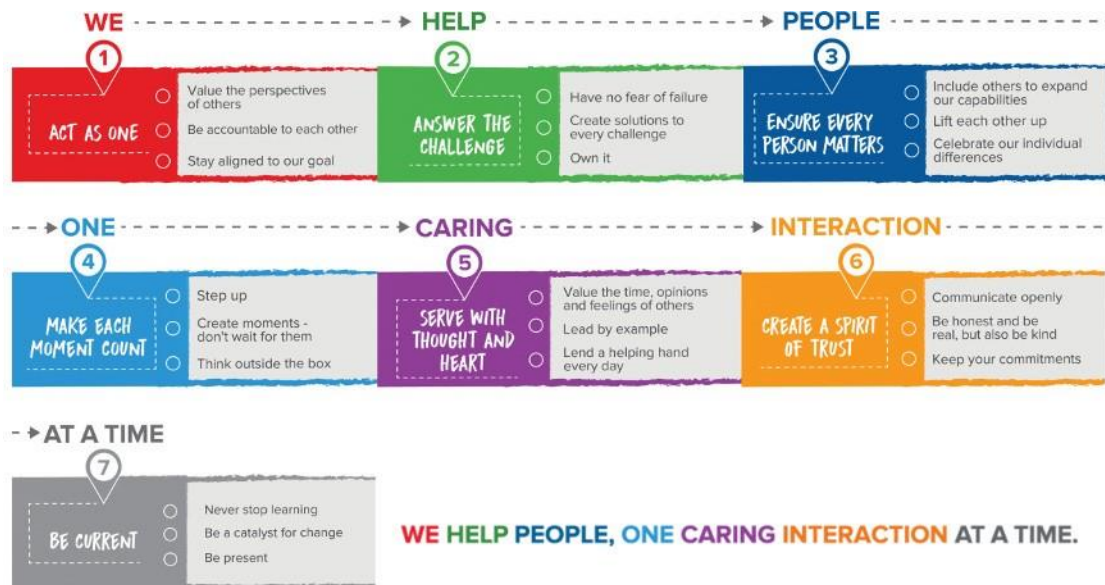 WE
HELP
PEOPLE
1
2
3
ACT AS ONE
Value the perspectives
of others
Be accountable to each other
Stay aligned to our goal
ANSWER THE
CHALLENGE
Have no fear of failure
Create solutions to
every challenge
Own it
ENSURE EVERY
PERSON MATTERS
Include others to expand
our capabilities
Lift each other up
Celebrate our individual
differences
ONE
CARING
INTERACTION
4
5
6
MAKE EACH
MOMENT COUNT
Step up
Create moments -
don't wait for them
Think outside the box
SERVE WITH
THOUGHT AND
HEART
Value the time, opinions
and feelings of others
Lead by example
Lend a helping hand
every day
CREATE A SPIRIT
OF TRUST
Communicate openly
Be honest and be
real, but also be kind
Keep your commitments
AT A TIME
7
BE CURRENT
Never stop learning
Be a catalyst for change
Be present
WE HELP PEOPLE, ONE CARING INTERACTION AT A TIME.